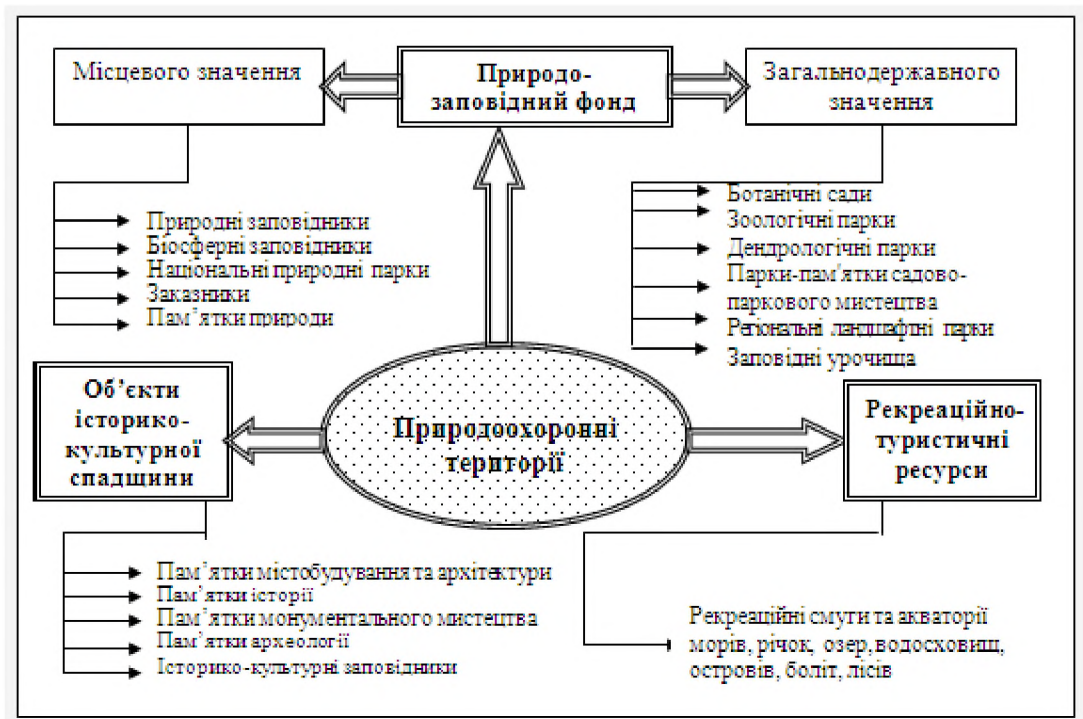 Місцевого значення
Природо-
заповідний фонд
Загальнодержавного
значення
Природні заповідники
Біосферні заповідники
Національні природні парки
Заказники
Пам’ятки природи
Ботанічні сади
Зоологічні парки
Дендрологічні парки
Парки-пам'ятки садово-
паркового мистецтва
Регіональні ландшафтні парки
Заповідні урочища
Об’єкти
історико-
культурної
спадщини
Природоохоронні
території
Рекреаційно-
туристичні
ресурси
Пам’ятки містобудування та архітектури
Пам’ятки історії
Пам’ятки монументального мистецтва
Пам’ятки археології
Історико-культурні заповідники
Рекреаційні смуги та акваторії
морів, річок, озер, водосховищ,
островів, боліт, лісів